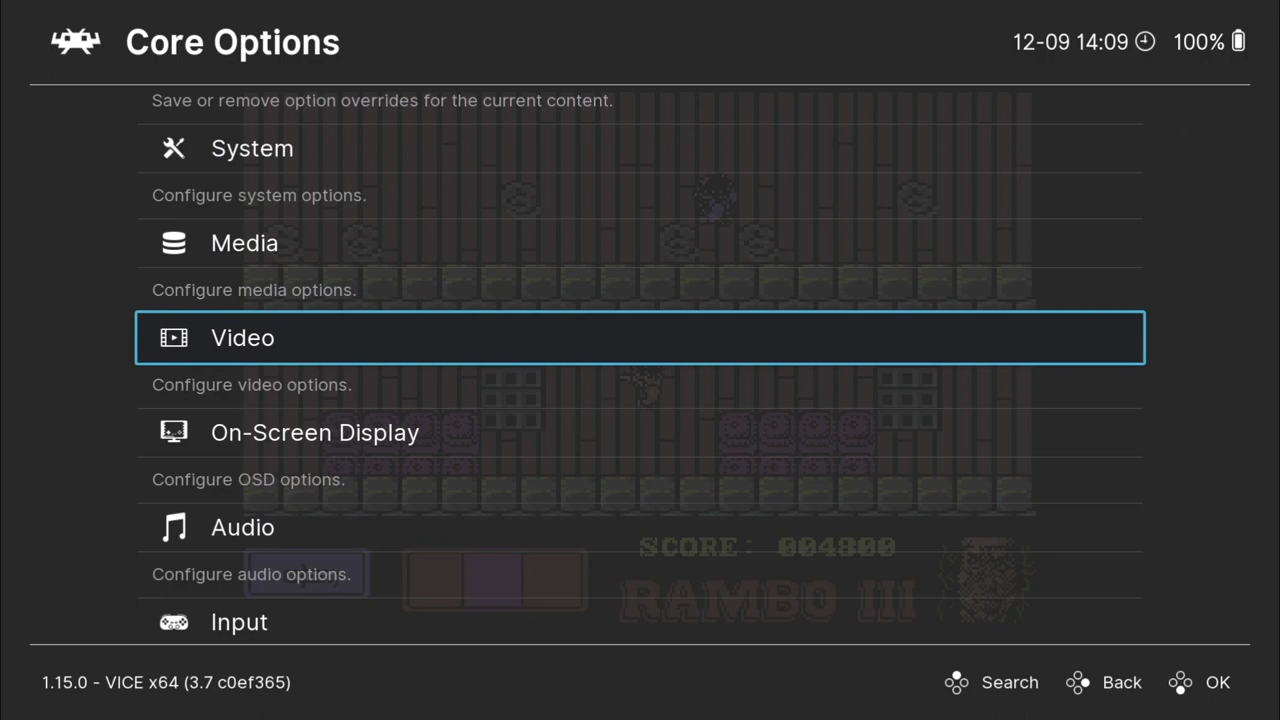 Core Options
12-09 14:09 100%
Save or remove option overrides for the current content.
System
Configure system options.
Media
Configure media options.
Video
Configure video options.
On-Screen Display
Configure OSD options.
SCORE: 004800
Audio
Configure audio options.
RAMBO III
Input
1.15.0 - VICE x64 (3.7 c0ef365)
Search Back OK